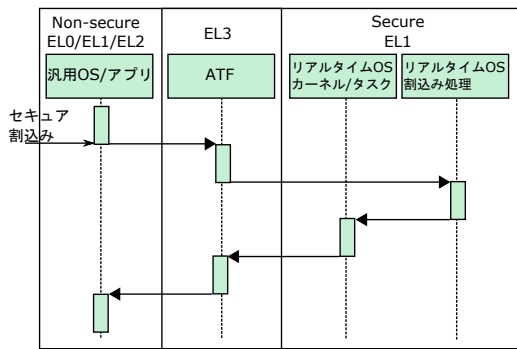 Non-secure
EL0/EL1/EL2
EL3
Secure
EL1
汎用OS/アプリ
ATF
リアルタイムOS
カーネル/タスク
リアルタイムOS
割込み処理
セキュア
割込み